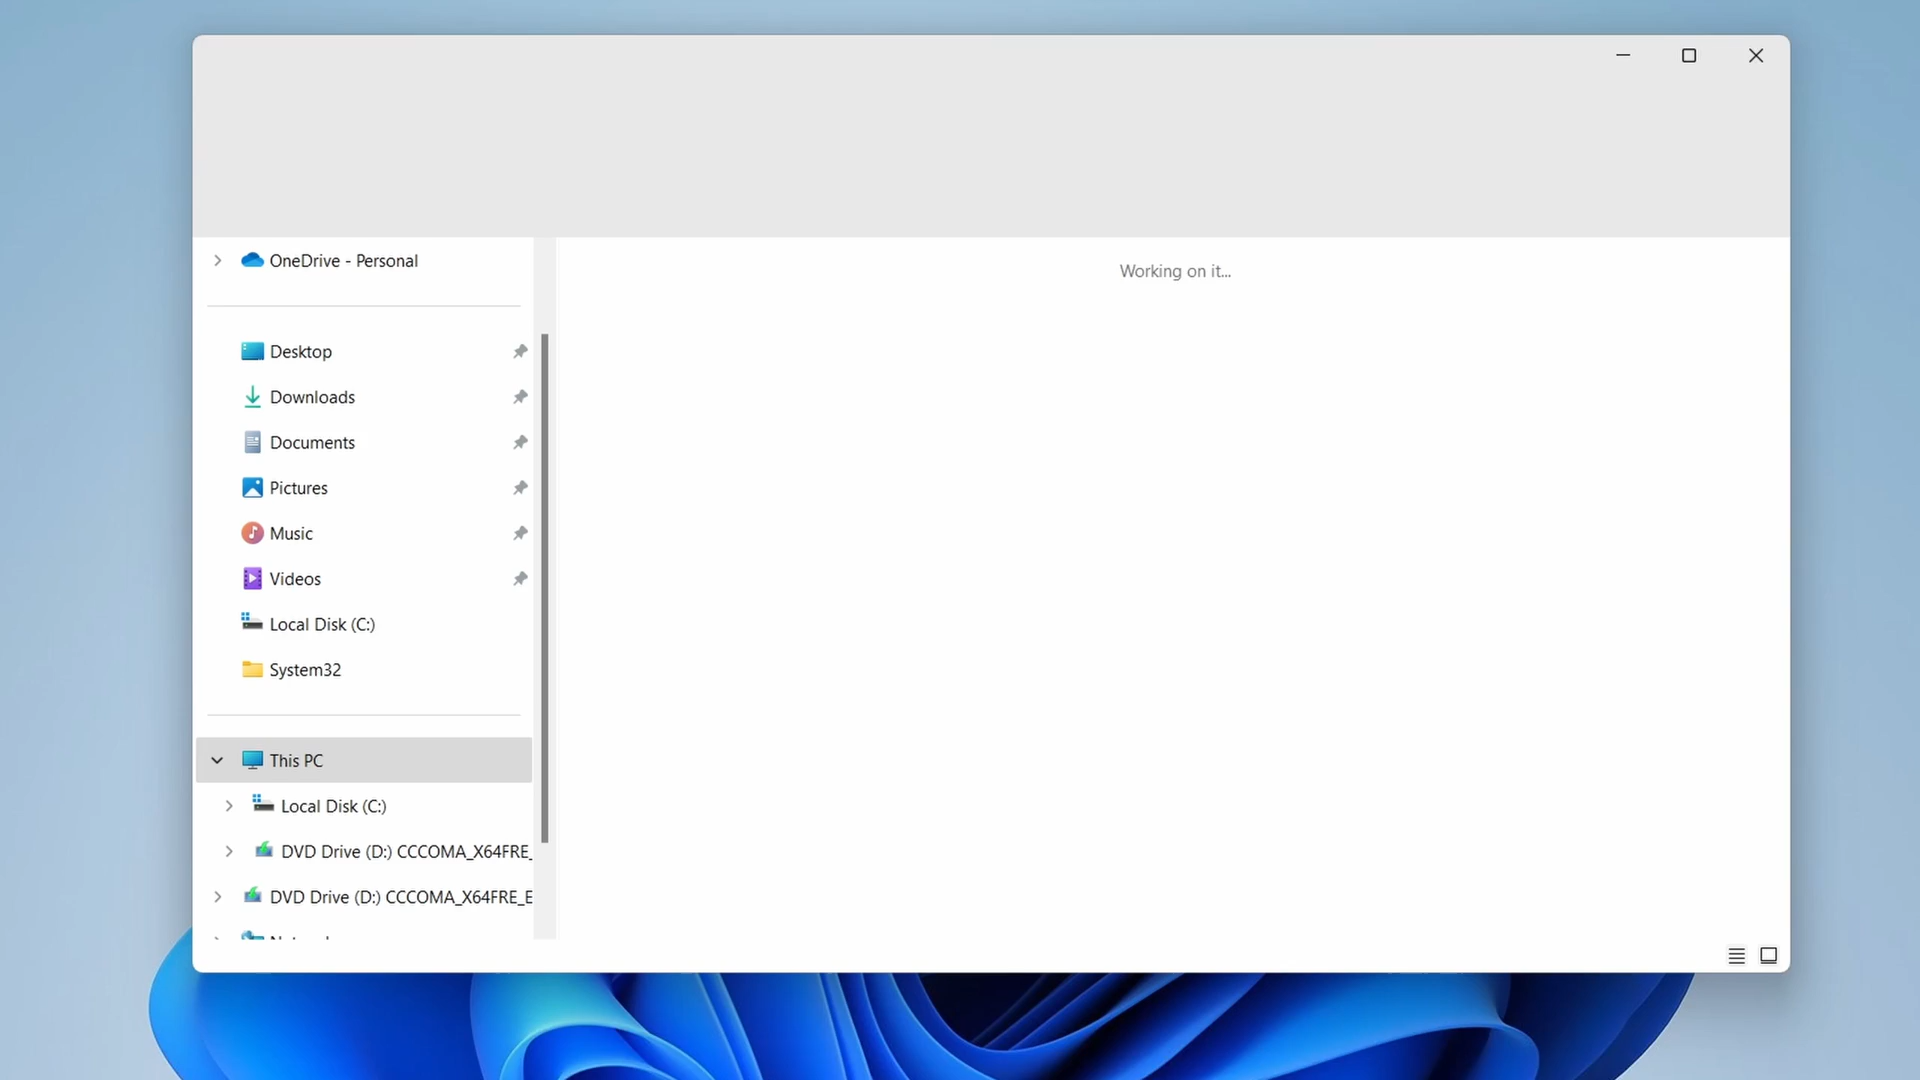 OneDrive - Personal
Working on it...
Desktop
Downloads
Documents
Pictures
Music
Videos
Local Disk (C:)
System32
This PC
Local Disk (C:)
DVD Drive (D:) CCCOMA_X64FRE_
DVD Drive (D:) CCCOMA_X64FRE_E